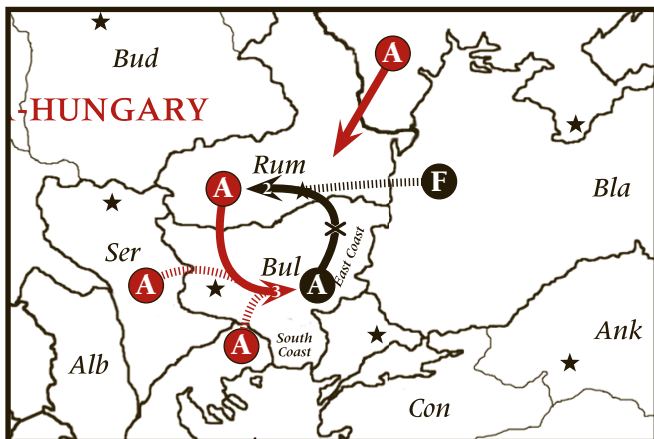 A
Bud
-HUNGARY
Rum
A
2
F
Bla
Ser
Bul
East Coast
A
3
A
A
South
Coast
Ank
Alb
Con